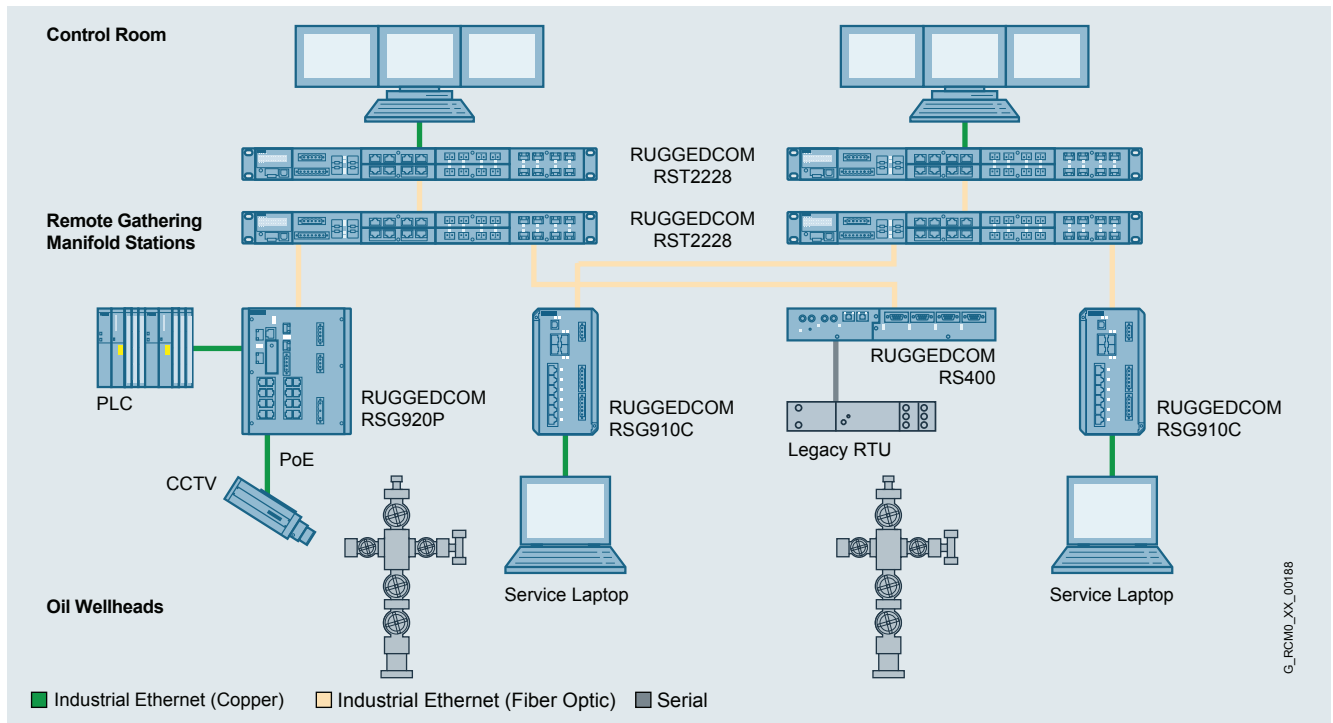 Control Room
RUGGEDCOM
RST2228
Remote Gathering
Manifold Stations
RUGGEDCOM
RST2228
PLC
RUGGEDCOM
RSG920P
PoE
CCTV
RUGGEDCOM
RSG910C
RUGGEDCOM
RS400
Legacy RTU
RUGGEDCOM
RSG910C
Service Laptop
Service Laptop
Oil Wellheads
G_RCM0_XX_00188
Industrial Ethernet (Copper)
Industrial Ethernet (Fiber Optic)
Serial